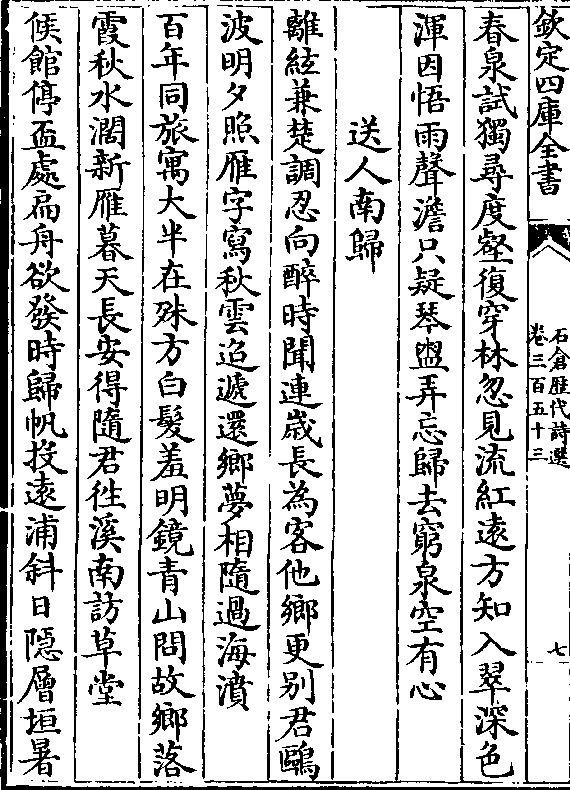 欽定四庫全書
石倉歷代詩選
卷三百五十三
七
春泉試獨尋度壑復穿林忽見流紅遠方知入翠深色
渾因悟雨聲澹只疑琴盥弄忘歸去窮泉空有心
送人南歸
離絃兼楚調忍向醉時聞連歲長為客他鄉更别君鷗
波明夕照雁字寫秋雲迢遞還鄉夢相隨過海濆
百年同旅寓大半在殊方白髮羞明鏡青山問故鄉落
霞秋水濶新雁暮天長安得隨君徃溪南訪草堂
候館停盃處扁舟欲發時歸帆投遠浦斜日隱層垣暑